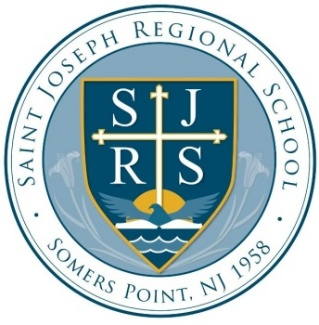 SAINT JOSEPH REGIONAL SCHOOL
S J
R S
SOMERS POINT, NJ 1958